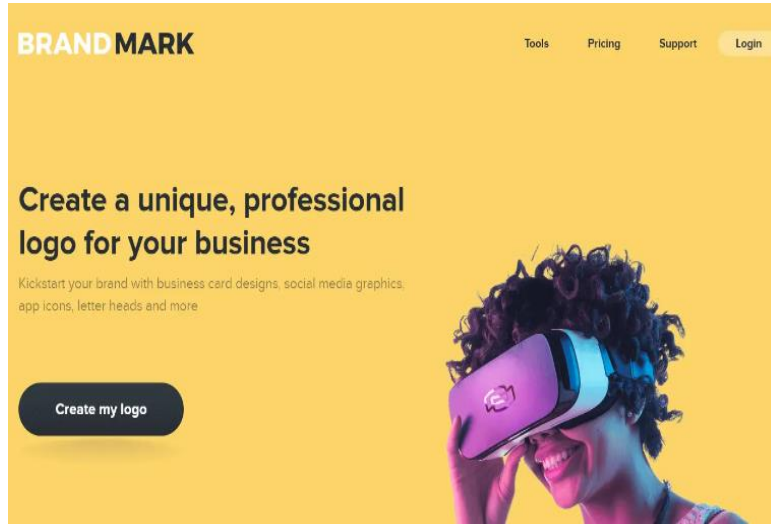 BRANDMARK
Tools
Pricing
Support
Login
Create a unique, professional
logo for your business
Kickstart your brand with business card designs, social media graphics,
app icons, letter heads and more
Create my logo